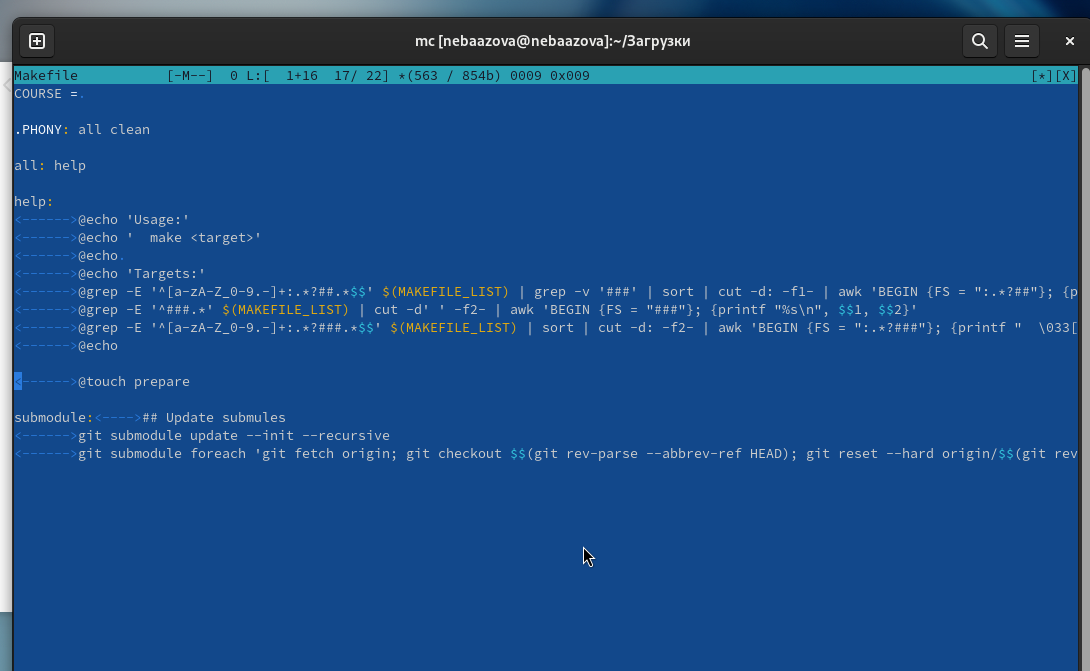 mc [nebaazova@nebaazova]:~/Загрузки
Makefile [-M--] 0 L:[ 1+16 17/ 22] *(563 / 854b) 0009 0x009 [*][X]
COURSE =.
.PHONY: all clean
all: help
help:
<------>@echo 'Usage:'
<------>@echo '  make <target>'
<------>@echo.
<------>@echo 'Targets:'
<------>@grep -E '^[a-zA-Z_0-9.-]+:.*?##.*$$' $(MAKEFILE_LIST) | grep -v '###' | sort | cut -d: -f1- | awk 'BEGIN {FS = ":.*?##"}; {p
<------>@grep -E '^###.*' $(MAKEFILE_LIST) | cut -d' ' -f2- | awk 'BEGIN {FS = "###"}; {printf "%s\n", $$1, $$2}'
<------>@grep -E '^[a-zA-Z_0-9.-]+:.*?###.*$$' $(MAKEFILE_LIST) | sort | cut -d: -f2- | awk 'BEGIN {FS = ":.*?###"}; {printf "  \033[
<------>@echo
<------>@touch prepare
submodule:<---->## Update submules
<------>git submodule update --init --recursive
<------>git submodule foreach 'git fetch origin; git checkout $$(git rev-parse --abbrev-ref HEAD); git reset --hard origin/$$(git rev